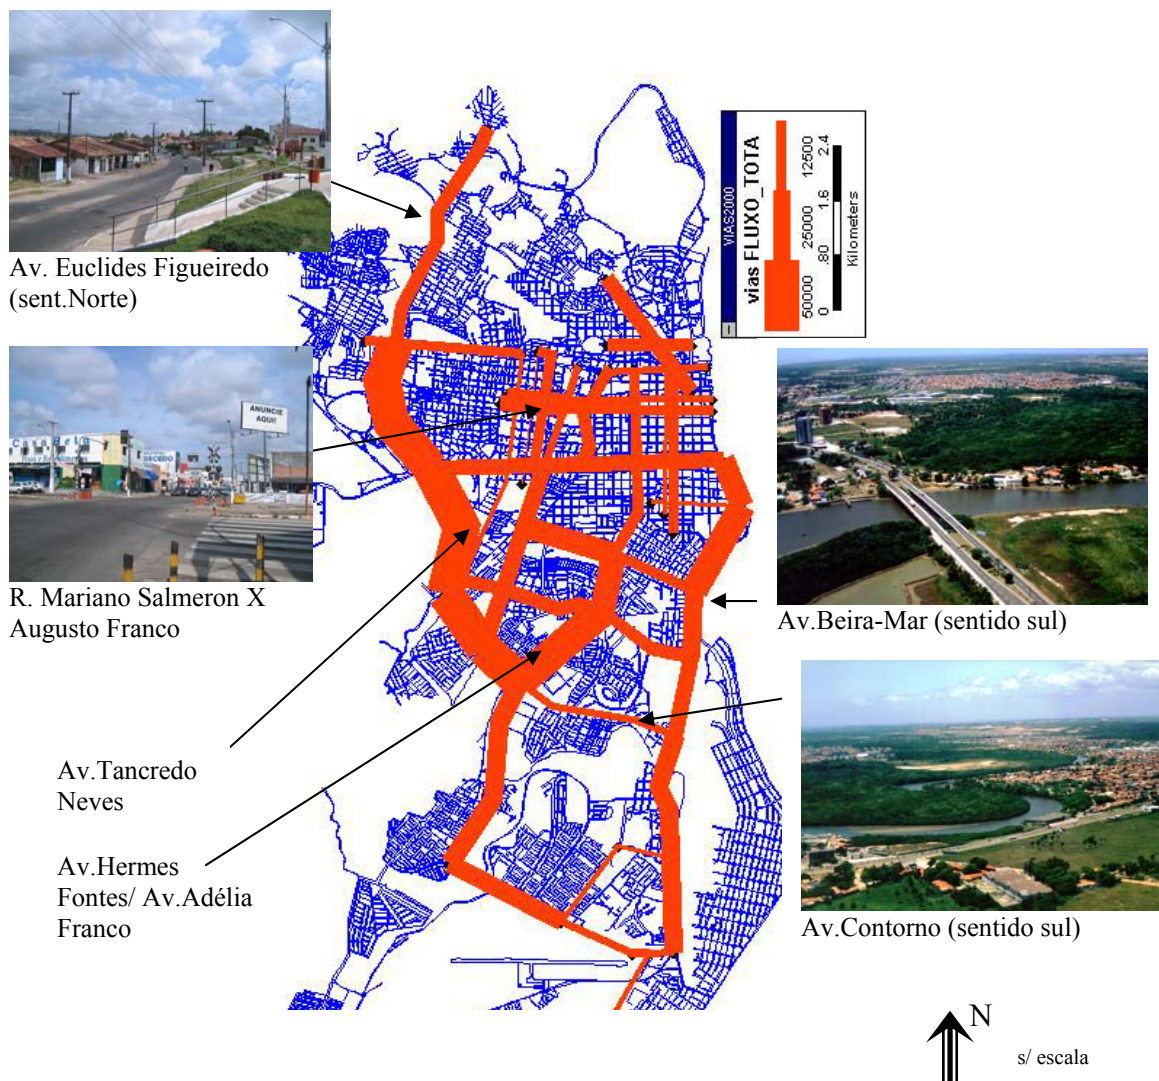 Av. Euclides Figueiredo
(sent.Norte)
VIAS2000
vias FLUXO_TOTA
50000 25000 12500
0 .80 1.6 2.4
Kilometers
ANUNCIE
AQUI!
R. Mariano Salmeron X
Augusto Franco
Av.Beira-Mar (sentido sul)
Av.Tancredo
Neves
Av.Hermes
Fontes/ Av.Adélia
Franco
Av.Contorno (sentido sul)
N
s/ escala